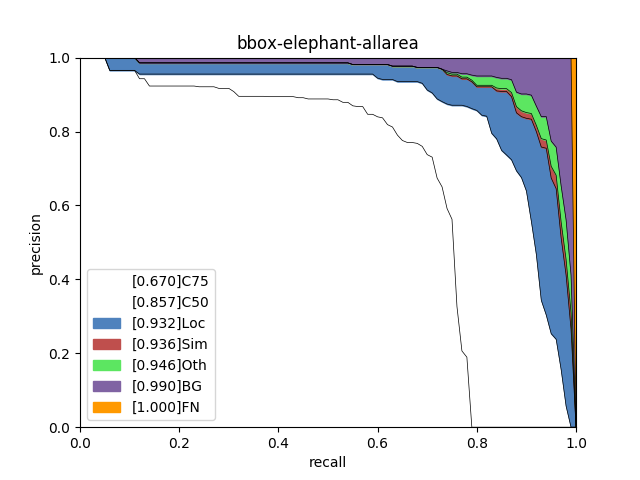 bbox-elephant-allarea
precision
1.0
0.8
0.6
0.4
0.2
0.0
[0.670]C75
[0.857]C50
[0.932]Loc
[0.936]Sim
[0.946]Oth
[0.990]BG
[1.000]FN
0.0 0.2 0.4 0.6 0.8 1.0
recall